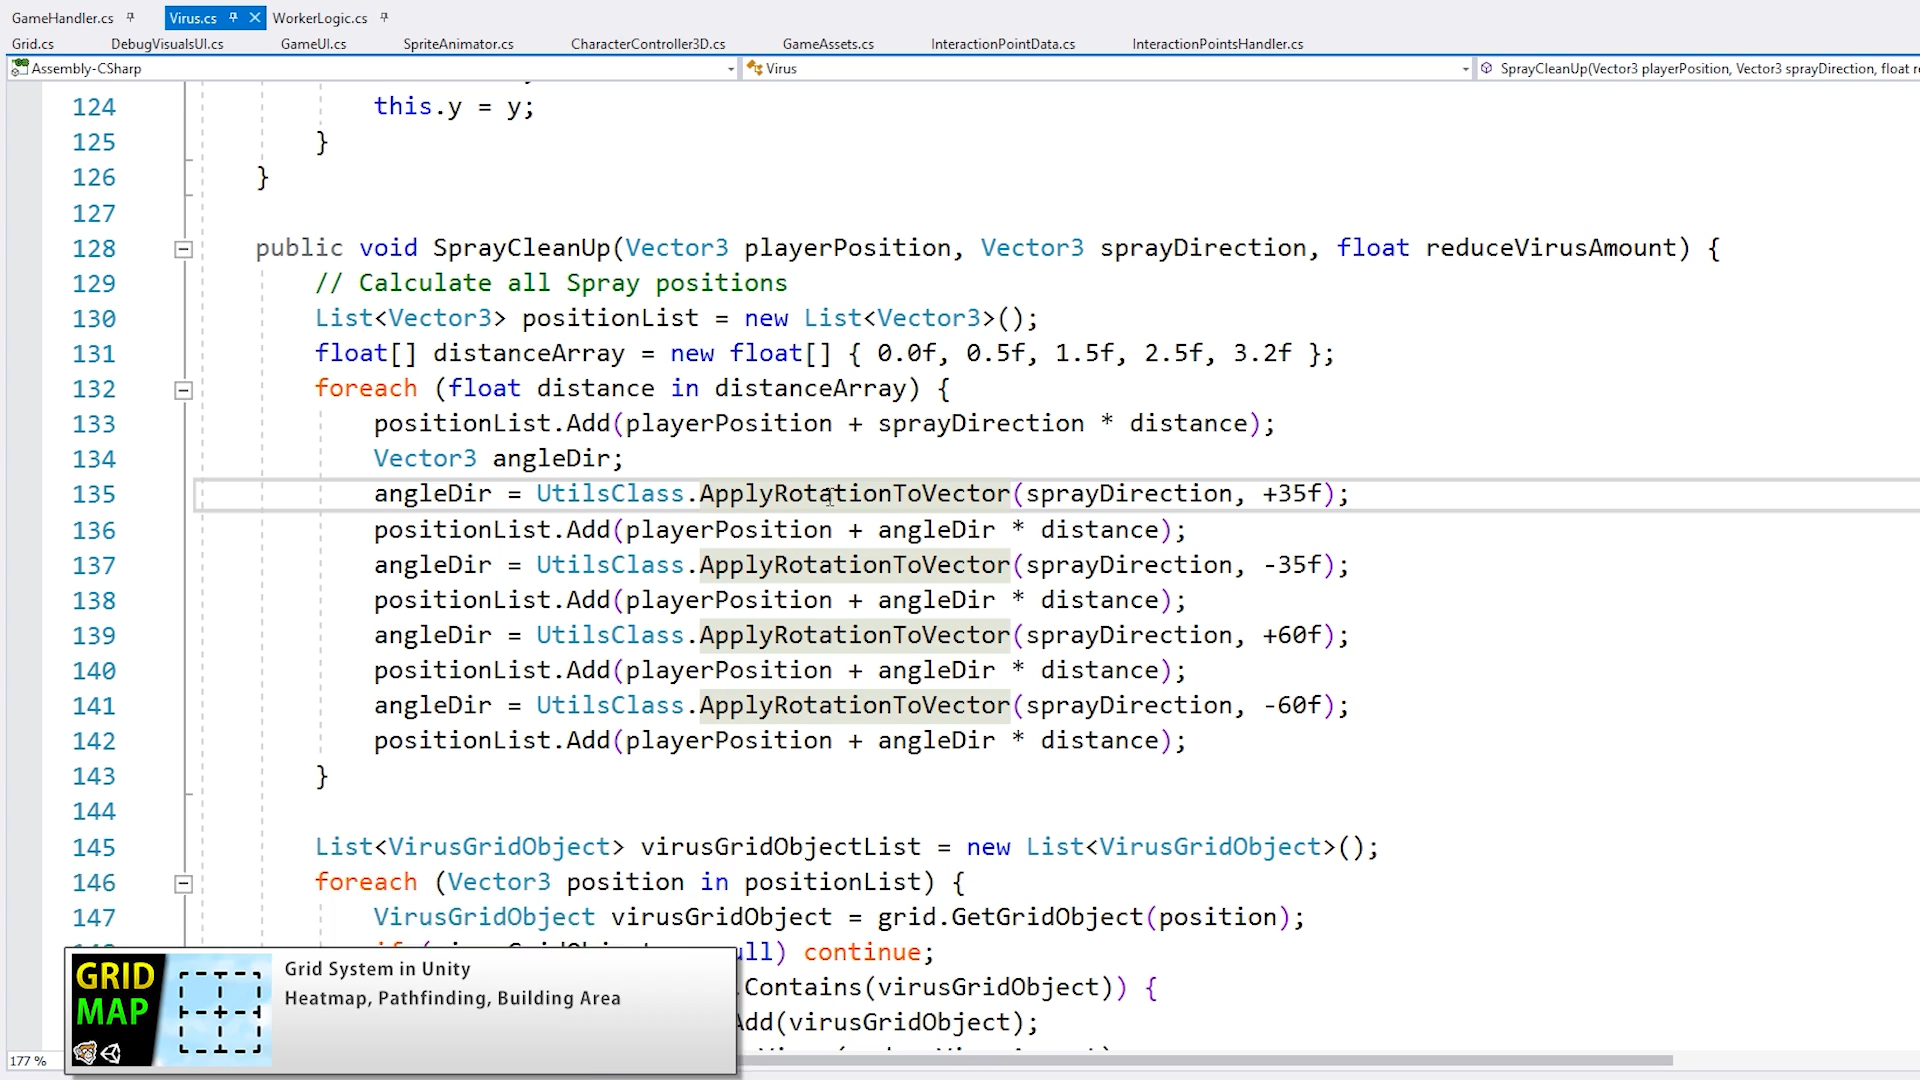 GameHandler.cs Virus.cs WorkerLogic.cs
Grid.cs DebugVisualsUI.cs GameUI.cs SpriteAnimator.cs CharacterController3D.cs GameAssets.cs InteractionPointData.cs InteractionPointsHandler.cs
Assembly-CSharp Virus SprayCleanUp(Vector3 playerPosition, Vector3 sprayDirection, float
124 this.y = y;
125 }
126 }
127
128 public void SprayCleanUp(Vector3 playerPosition, Vector3 sprayDirection, float reduceVirusAmount) {
129 // Calculate all Spray positions
130 List<Vector3> positionList = new List<Vector3>();
131 float[] distanceArray = new float[] { 0.0f, 0.5f, 1.5f, 2.5f, 3.2f };
132 foreach (float distance in distanceArray) {
133 positionList.Add(playerPosition + sprayDirection * distance);
134 Vector3 angleDir;
135 angleDir = UtilsClass.ApplyRotationToVector(sprayDirection, +35f);
136 positionList.Add(playerPosition + angleDir * distance);
137 angleDir = UtilsClass.ApplyRotationToVector(sprayDirection, -35f);
138 positionList.Add(playerPosition + angleDir * distance);
139 angleDir = UtilsClass.ApplyRotationToVector(sprayDirection, +60f);
140 positionList.Add(playerPosition + angleDir * distance);
141 angleDir = UtilsClass.ApplyRotationToVector(sprayDirection, -60f);
142 positionList.Add(playerPosition + angleDir * distance);
143 }
144
145 List<VirusGridObject> virusGridObjectList = new List<VirusGridObject>();
146 foreach (Vector3 position in positionList) {
147 VirusGridObject virusGridObject = grid.GetGridObject(position);
continue;
.Contains(virusGridObject)) {
Add(virusGridObject);
GRID
MAP
Grid System in Unity
Heatmap, Pathfinding, Building Area
177 %